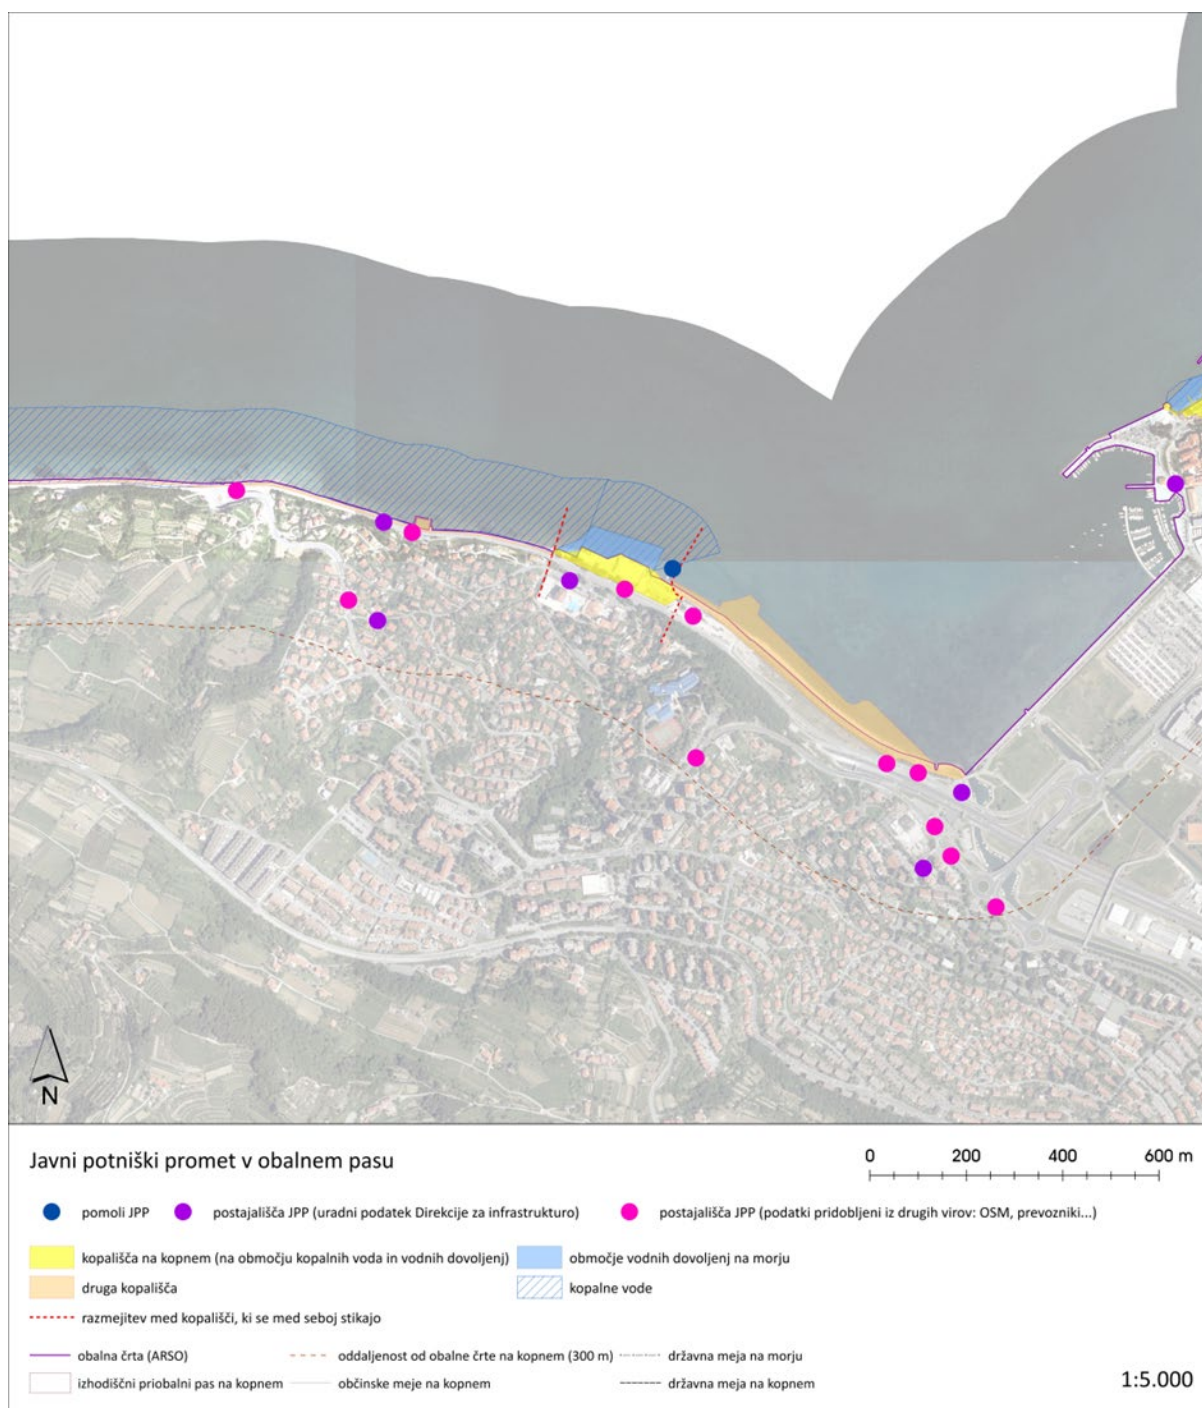 N
Javni potniški promet v obalnem pasu
0 200 400 600 m
pomoli JPP
postajališča JPP (uradni podatek Direkcije za infrastrukturo)
postajališča JPP (podatki pridobljeni iz drugih virov: OSM, prevozniki...)
kopališča na kopnem (na območju kopalnih voda in vodnih dovoljenj)
območje vodnih dovoljenj na morju
druga kopališča
kopalne vode
razmejitev med kopališči, ki se med seboj stikajo
obalna črta (ARSO)
oddaljenost od obalne črte na kopnem (300 m)
državna meja na morju
izhodiščni priobalni pas na kopnem
občinske meje na kopnem
državna meja na kopnem
1:5.000